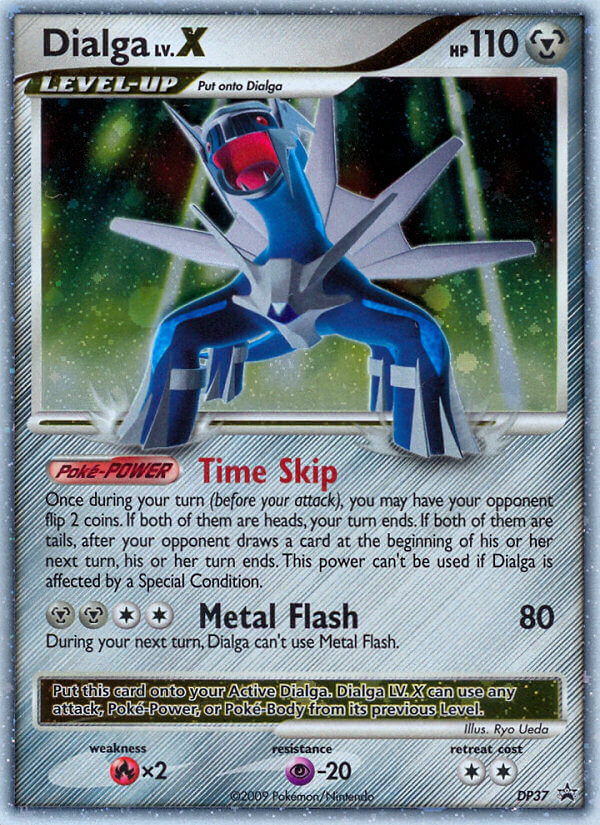 Dialga LV. X HP 110
LEVEL-UP Put onto Dialga
Poké-POWER Time Skip
Once during your turn (before your attack), you may have your opponent
flip 2 coins. If both of them are heads, your turn ends. If both of them are
tails, after your opponent draws a card at the beginning of his or her
next turn, his or her turn ends. This power can't be used if Dialga is
affected by a Special Condition.
Metal Flash 80
During your next turn, Dialga can't use Metal Flash.
Put this card onto your Active Dialga. Dialga LV. X can use any
attack, Poké-Power, or Poké-Body from its previous Level.
Illus. Ryo Ueda
weakness resistance retreat cost
×2 -20
©2009 Pokémon/Nintendo DP37